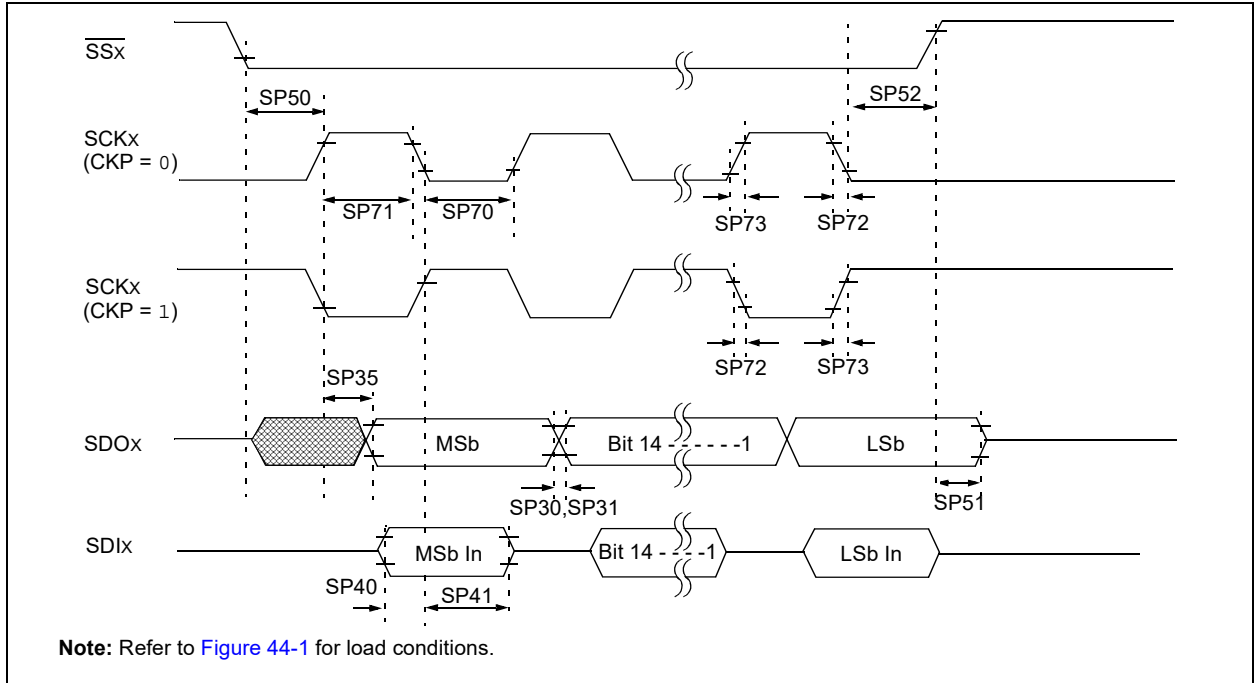 SSX
SP50
SP52
SCKX
(CKP = 0)
SP71
SP70
SP73
SP72
SCKX
(CKP = 1)
SP72
SP73
SP35
SDOX
MSb
Bit 14 - - - - - -1
LSb
SP30,SP31
SP51
SDIX
MSb In
Bit 14 - - - -1
LSb In
SP40
SP41
Note: Refer to Figure 44-1 for load conditions.